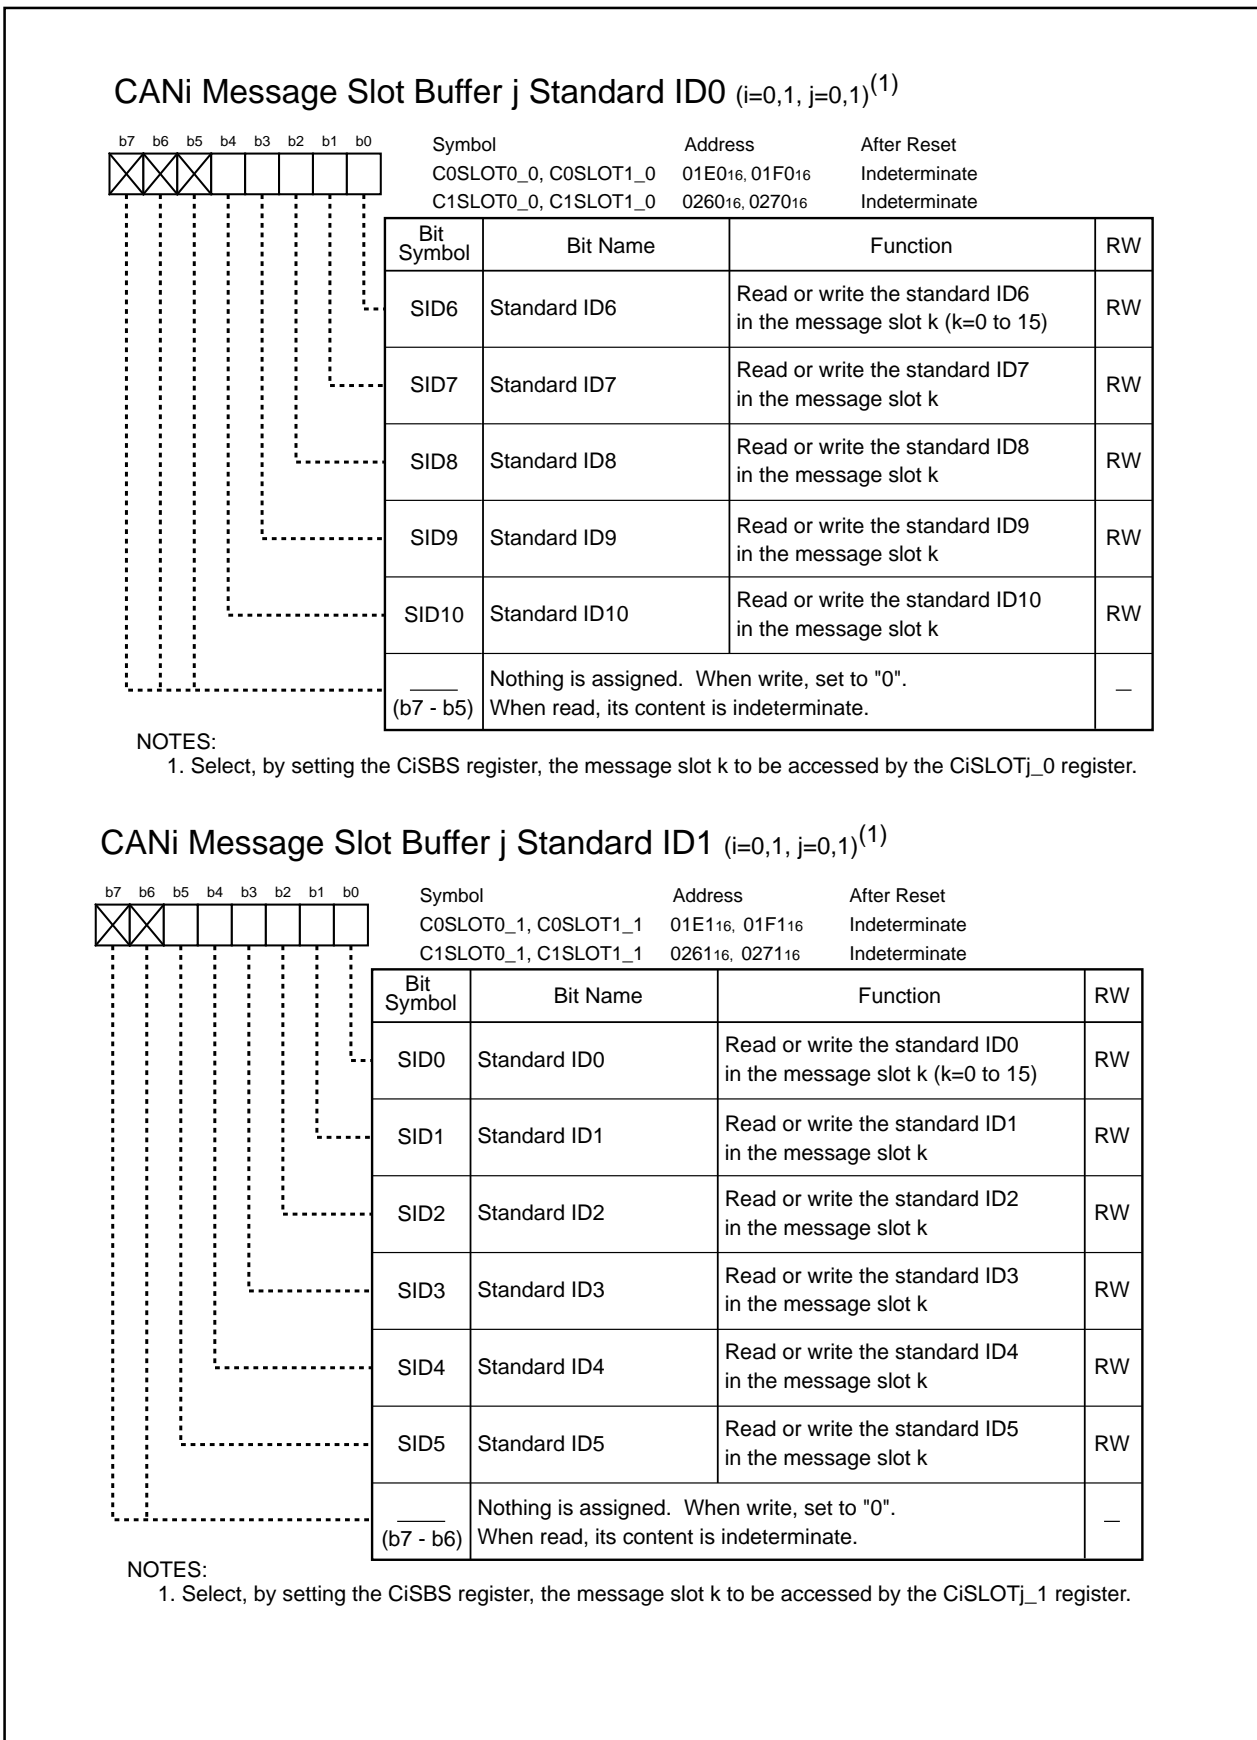 CANi Message Slot Buffer j Standard ID0 (i=0,1, j=0,1)(1)
b7 b6 b5 b4 b3 b2 b1 b0
Symbol Address After Reset
C0SLOT0_0, C0SLOT1_0 01E016, 01F016 Indeterminate
C1SLOT0_0, C1SLOT1_0 026016, 027016 Indeterminate
Bit
Symbol Bit Name Function RW
SID6 Standard ID6 Read or write the standard ID6
in the message slot k (k=0 to 15) RW
SID7 Standard ID7 Read or write the standard ID7
in the message slot k RW
SID8 Standard ID8 Read or write the standard ID8
in the message slot k RW
SID9 Standard ID9 Read or write the standard ID9
in the message slot k RW
SID10 Standard ID10 Read or write the standard ID10
in the message slot k RW
(b7 - b5) Nothing is assigned. When write, set to "0".
When read, its content is indeterminate. —
NOTES:
1. Select, by setting the CiSBS register, the message slot k to be accessed by the CiSLOTj_0 register.
CANi Message Slot Buffer j Standard ID1 (i=0,1, j=0,1)(1)
b7 b6 b5 b4 b3 b2 b1 b0
Symbol Address After Reset
C0SLOT0_1, C0SLOT1_1 01E116, 01F116 Indeterminate
C1SLOT0_1, C1SLOT1_1 026116, 027116 Indeterminate
Bit
Symbol Bit Name Function RW
SID0 Standard ID0 Read or write the standard ID0
in the message slot k (k=0 to 15) RW
SID1 Standard ID1 Read or write the standard ID1
in the message slot k RW
SID2 Standard ID2 Read or write the standard ID2
in the message slot k RW
SID3 Standard ID3 Read or write the standard ID3
in the message slot k RW
SID4 Standard ID4 Read or write the standard ID4
in the message slot k RW
SID5 Standard ID5 Read or write the standard ID5
in the message slot k RW
(b7 - b6) Nothing is assigned. When write, set to "0".
When read, its content is indeterminate. —
NOTES:
1. Select, by setting the CiSBS register, the message slot k to be accessed by the CiSLOTj_1 register.